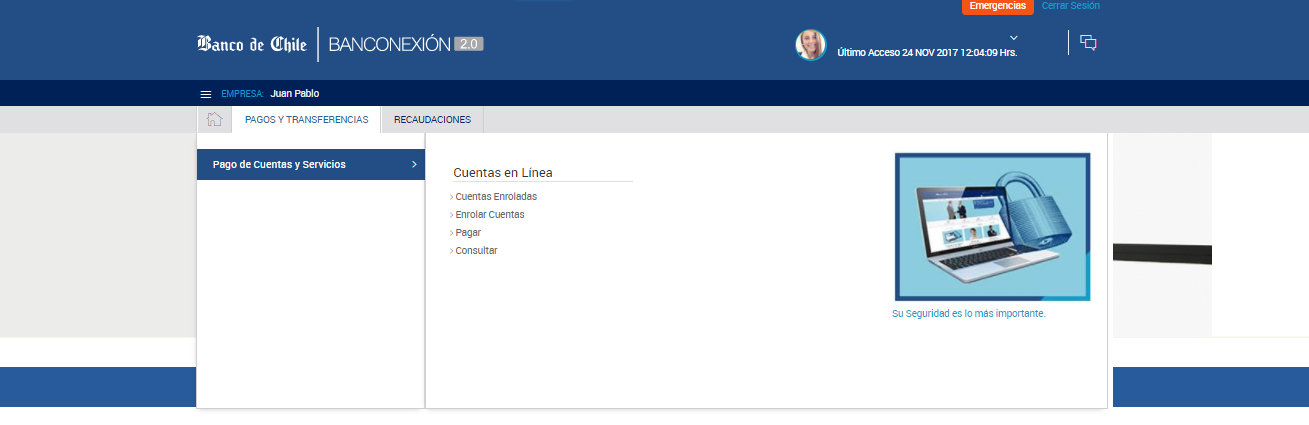 Emergencias Cerrar Sesión
Banco de Chile BANCONEXIÓN 2.0
Último Acceso 24 NOV 2017 12:04:09 Hrs.
EMPRESA: Juan Pablo
PAGOS Y TRANSFERENCIAS RECAUDACIONES
Pago de Cuentas y Servicios
Cuentas en Línea
Cuentas Enroladas
Enrolar Cuentas
Pagar
Consultar
Su Seguridad es lo más importante.